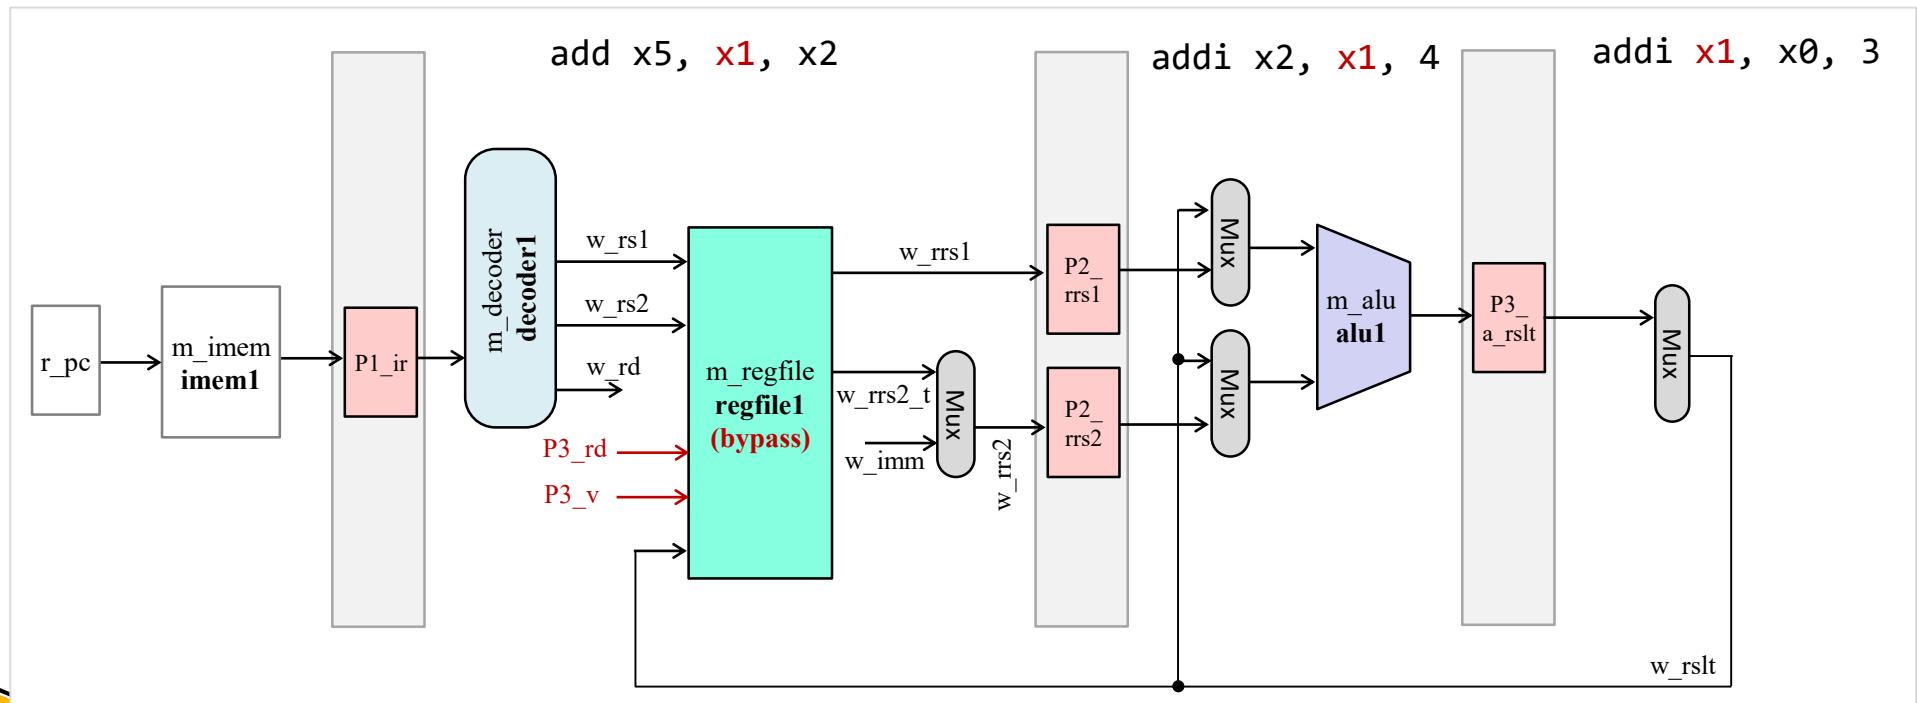 add x5, x1, x2
addi x2, x1, 4
addi x1, x0, 3
r_pc
m_imem
imem1
P1_ir
m_decoder
decoder1
w_rs1
w_rs2
w_rd
P3_rd
P3_v
m_regfile
regfile1
(bypass)
w_rrs1
w_rrs2_t
w_imm
Mux
w_rrs2
P2_
rrs1
P2_
rrs2
Mux
Mux
m_alu
alu1
P3_
a_rslt
Mux
w_rslt